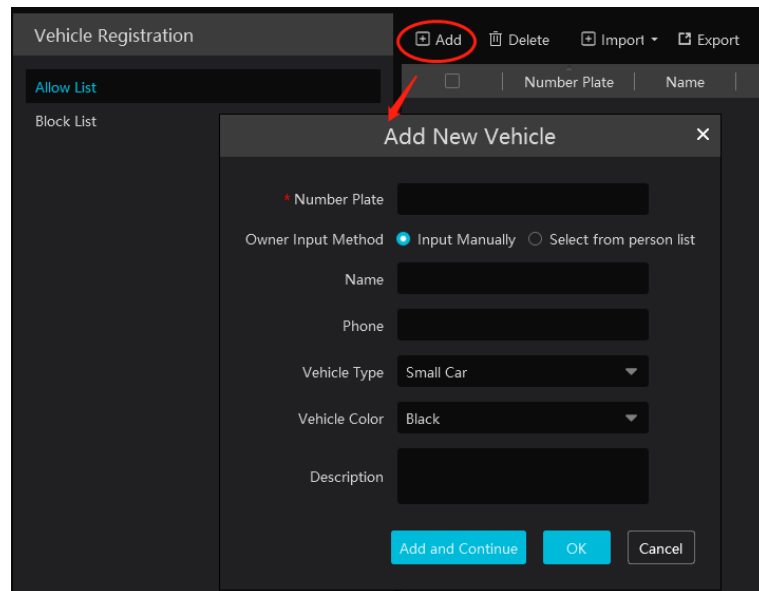 Vehicle Registration
Add Delete Import Export
Allow List
Number Plate Name
Block List
Add New Vehicle
* Number Plate
Owner Input Method Input Manually Select from person list
Name
Phone
Vehicle Type Small Car
Vehicle Color Black
Description
Add and Continue OK Cancel